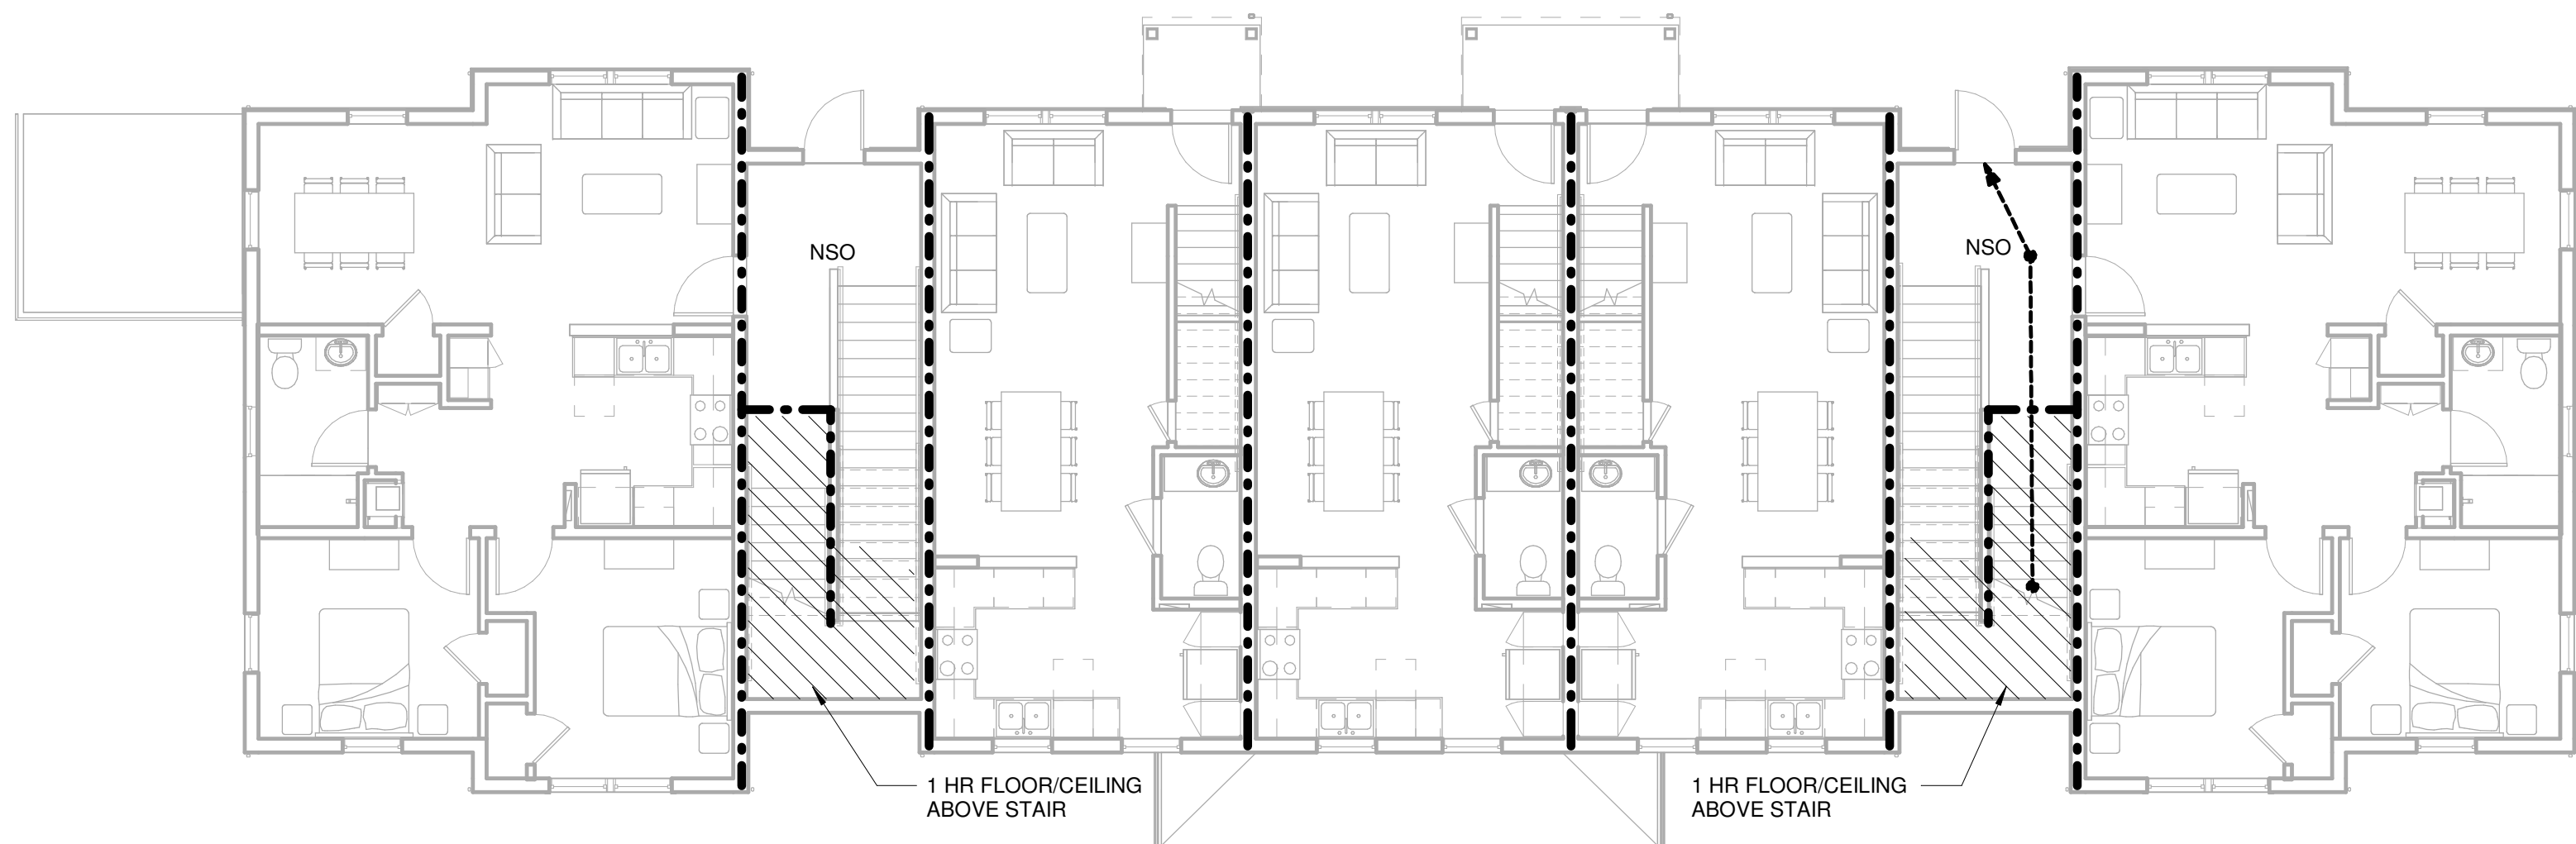 NSO
NSO
1 HR FLOOR/CEILING
ABOVE STAIR
1 HR FLOOR/CEILING
ABOVE STAIR